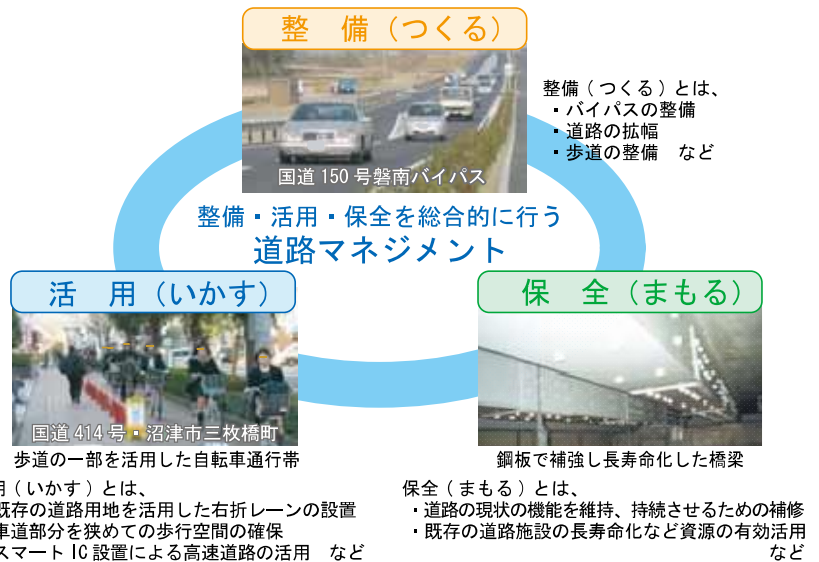 整　備（つくる）
国道150号磐南バイパス
整備（つくる）とは、
・バイパスの整備
・道路の拡幅
・歩道の整備　など
整備・活用・保全を総合的に行う
道路マネジメント
活　用（いかす）
国道414号・沼津市三枚橋町
歩道の一部を活用した自転車通行帯
用（いかす）とは、
既存の道路用地を活用した右折レーンの設置
車道部分を狭めての歩行空間の確保
スマートIC設置による高速道路の活用　など
保　全（まもる）
鋼板で補強し長寿命化した橋梁
保全（まもる）とは、
・道路の現状の機能を維持、持続させるための補修
・既存の道路施設の長寿命化など資源の有効活用
など